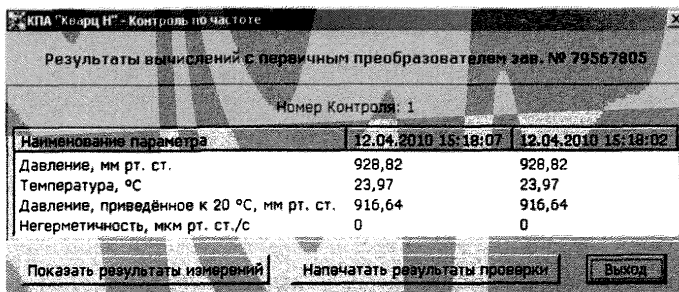 КПА "Кварц Н" - Контроль по частоте
Результаты вычислений с первичным преобразователем зав. № 79567805
Номер Контроля: 1
Наименование параметра 12.04.2010 15:18:07 12.04.2010 15:18:02
Давление, мм рт. ст. 928,82 928,82
Температура, °C 23,97 23,97
Давление, приведённое к 20 °C, мм рт. ст. 916,64 916,64
Негерметичность, мкм рт. ст./с 0 0
Показать результаты измерений Напечатать результаты проверки Выход